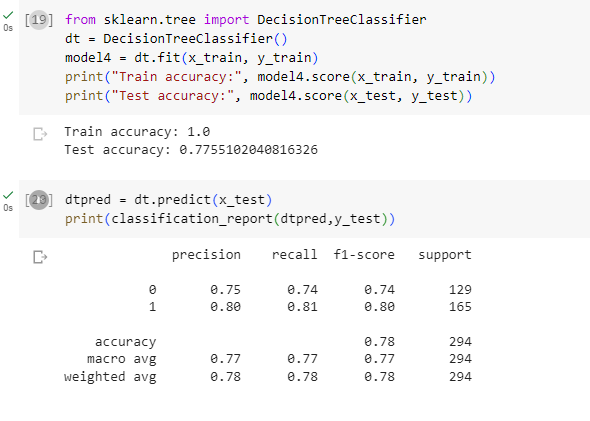 [19] from sklearn.tree import DecisionTreeClassifier
0s
dt = DecisionTreeClassifier()
model4 = dt.fit(x_train, y_train)
print("Train accuracy:", model4.score(x_train, y_train))
print("Test accuracy:", model4.score(x_test, y_test))
Train accuracy: 1.0
Test accuracy: 0.7755102040816326
[20] dtpred = dt.predict(x_test)
0s
print(classification_report(dtpred,y_test))
precision recall f1-score support
0 0.75 0.74 0.74 129
1 0.80 0.81 0.80 165
accuracy 0.78 294
macro avg 0.77 0.77 0.77 294
weighted avg 0.78 0.78 0.78 294